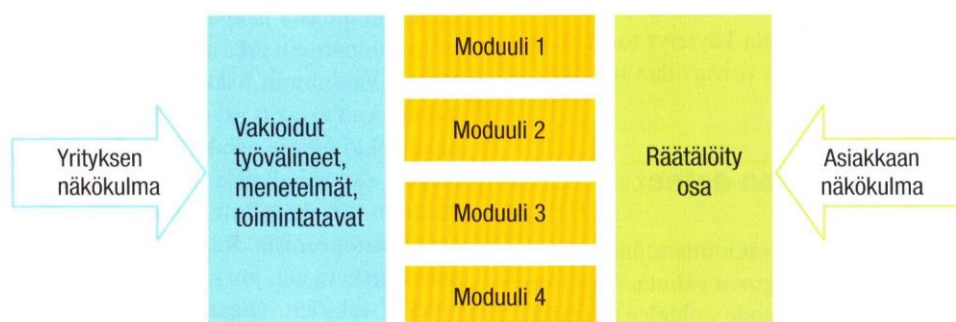 Yrityksen
näkökulma
Vakioidut
työvälineet,
menetelmät,
toimintatavat
Moduuli 1
Moduuli 2
Moduuli 3
Moduuli 4
Räätälöity
osa
Asiakkaan
näkökulma